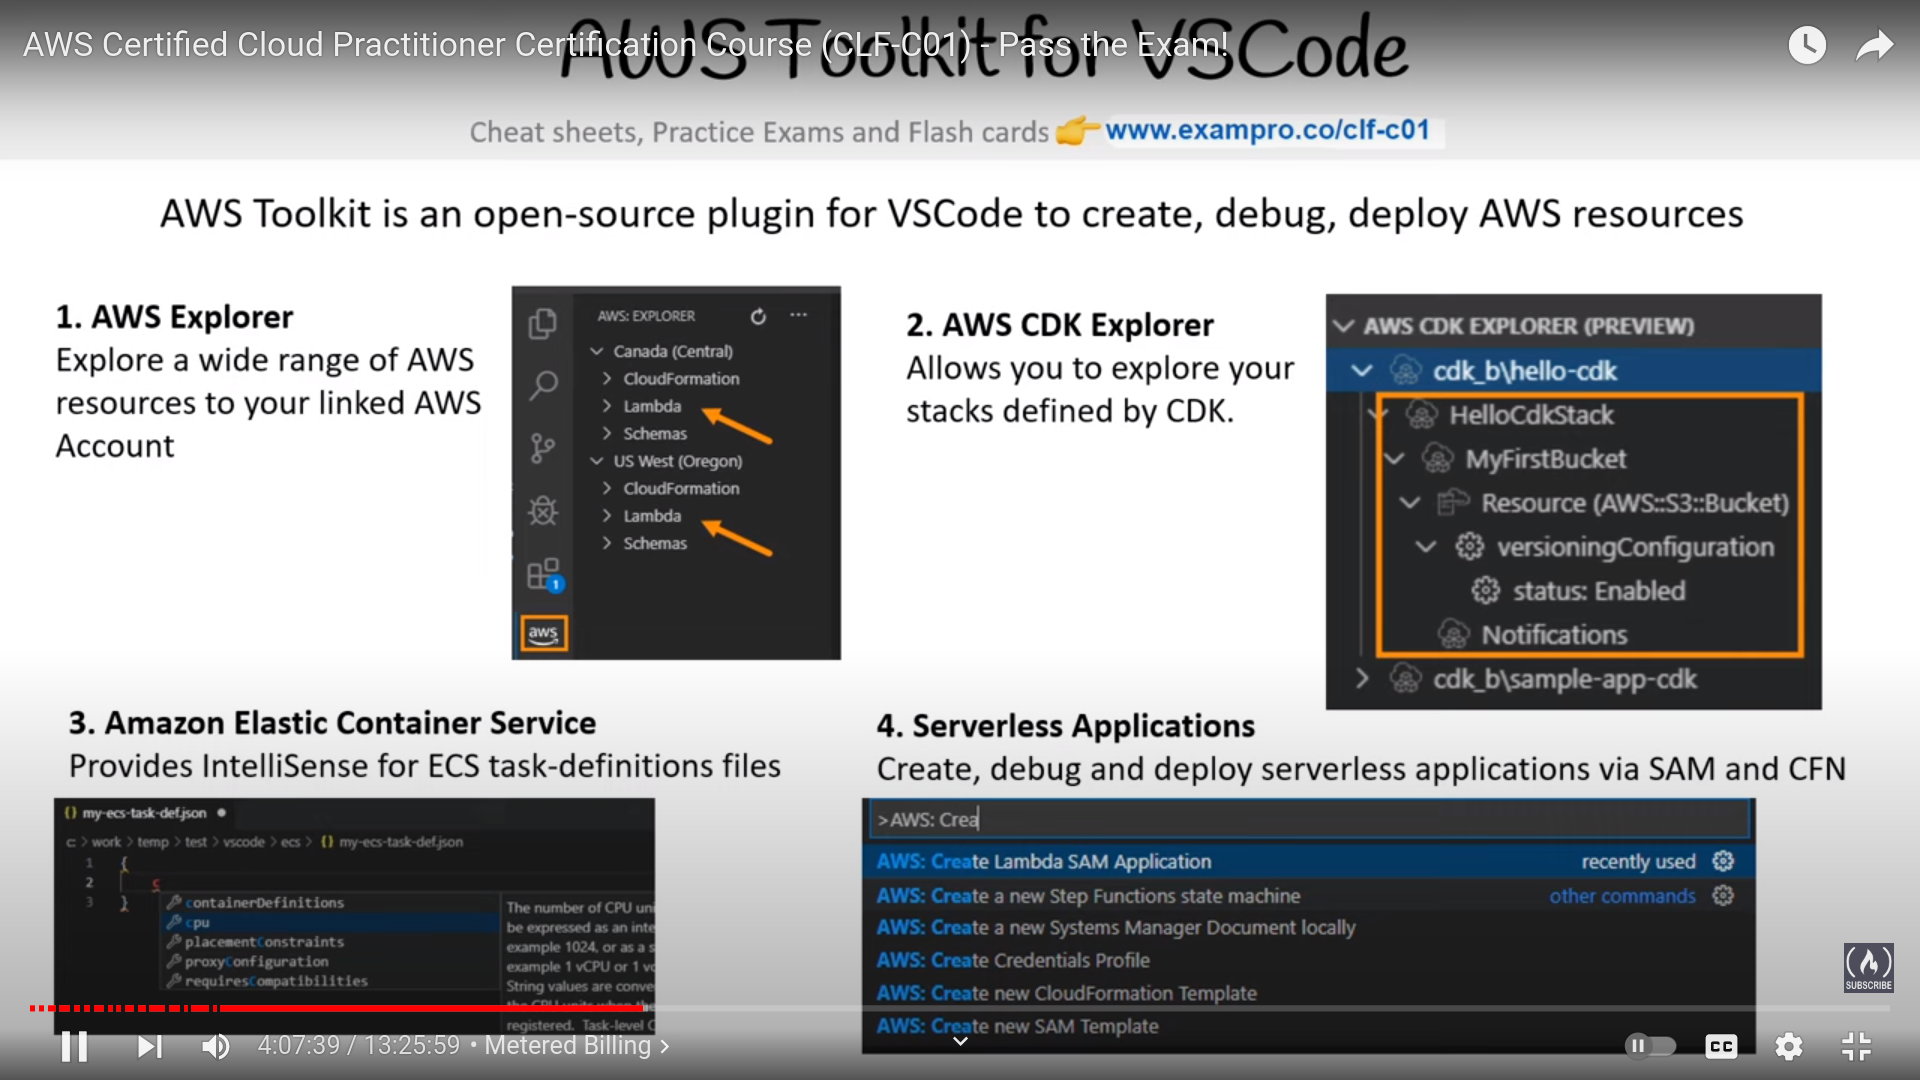 AWS Toolkit for VSCode
AWS Certified Cloud Practitioner Certification Course (CLF-C01) - Pass the Exam!
Cheat sheets, Practice Exams and Flash cards 👉 www.exampro.co/clf-c01
AWS Toolkit is an open-source plugin for VSCode to create, debug, deploy AWS resources
1. AWS Explorer
Explore a wide range of AWS
resources to your linked AWS
Account
AWS: EXPLORER
Canada (Central)
CloudFormation
Lambda
Schemas
US West (Oregon)
CloudFormation
Lambda
Schemas
1
aws
2. AWS CDK Explorer
Allows you to explore your
stacks defined by CDK.
AWS CDK EXPLORER (PREVIEW)
cdk_b\hello-cdk
HelloCdkStack
MyFirstBucket
Resource (AWS::S3::Bucket)
versioningConfiguration
status: Enabled
Notifications
cdk_b\sample-app-cdk
3. Amazon Elastic Container Service
Provides IntelliSense for ECS task-definitions files
{} my-ecs-task-def.json ●
c: > work > temp > test > vscode > ecs > {} my-ecs-task-def.json
1 {
2 c
3 }
containerDefinitions
cpu
placementConstraints
proxyConfiguration
requiresCompatibilities
The number of CPU uni
be expressed as an inte
example 1024, or as a s
example 1 vCPU or 1 vc
String values are conve
the CPU units when the
registered. Task-level C
4. Serverless Applications
Create, debug and deploy serverless applications via SAM and CFN
>AWS: Crea
AWS: Create Lambda SAM Application recently used
AWS: Create a new Step Functions state machine other commands
AWS: Create a new Systems Manager Document locally
AWS: Create Credentials Profile
AWS: Create new CloudFormation Template
AWS: Create new SAM Template
SUBSCRIBE
4:07:39 / 13:25:59 • Metered Billing >
CC